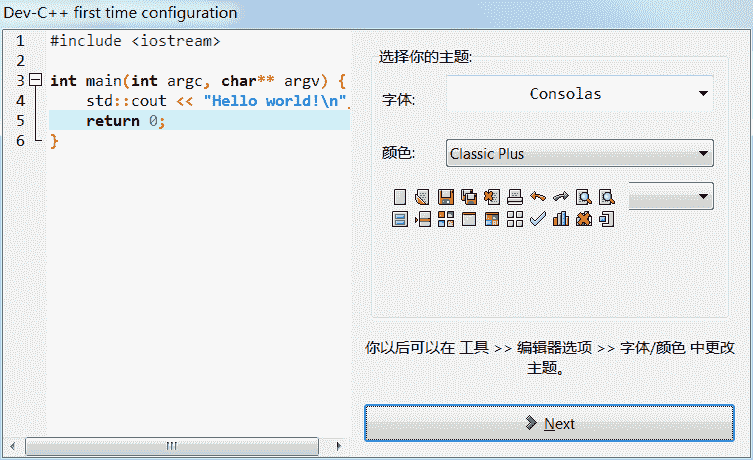 Dev-C++ first time configuration
1 #include <iostream>
2
3 int main(int argc, char** argv) {
4 std::cout << "Hello world!\n"
5 return 0;
6 }
选择你的主题:
字体: Consolas
颜色: Classic Plus
你以后可以在 工具 >> 编辑器选项 >> 字体/颜色 中更改
主题。
Next